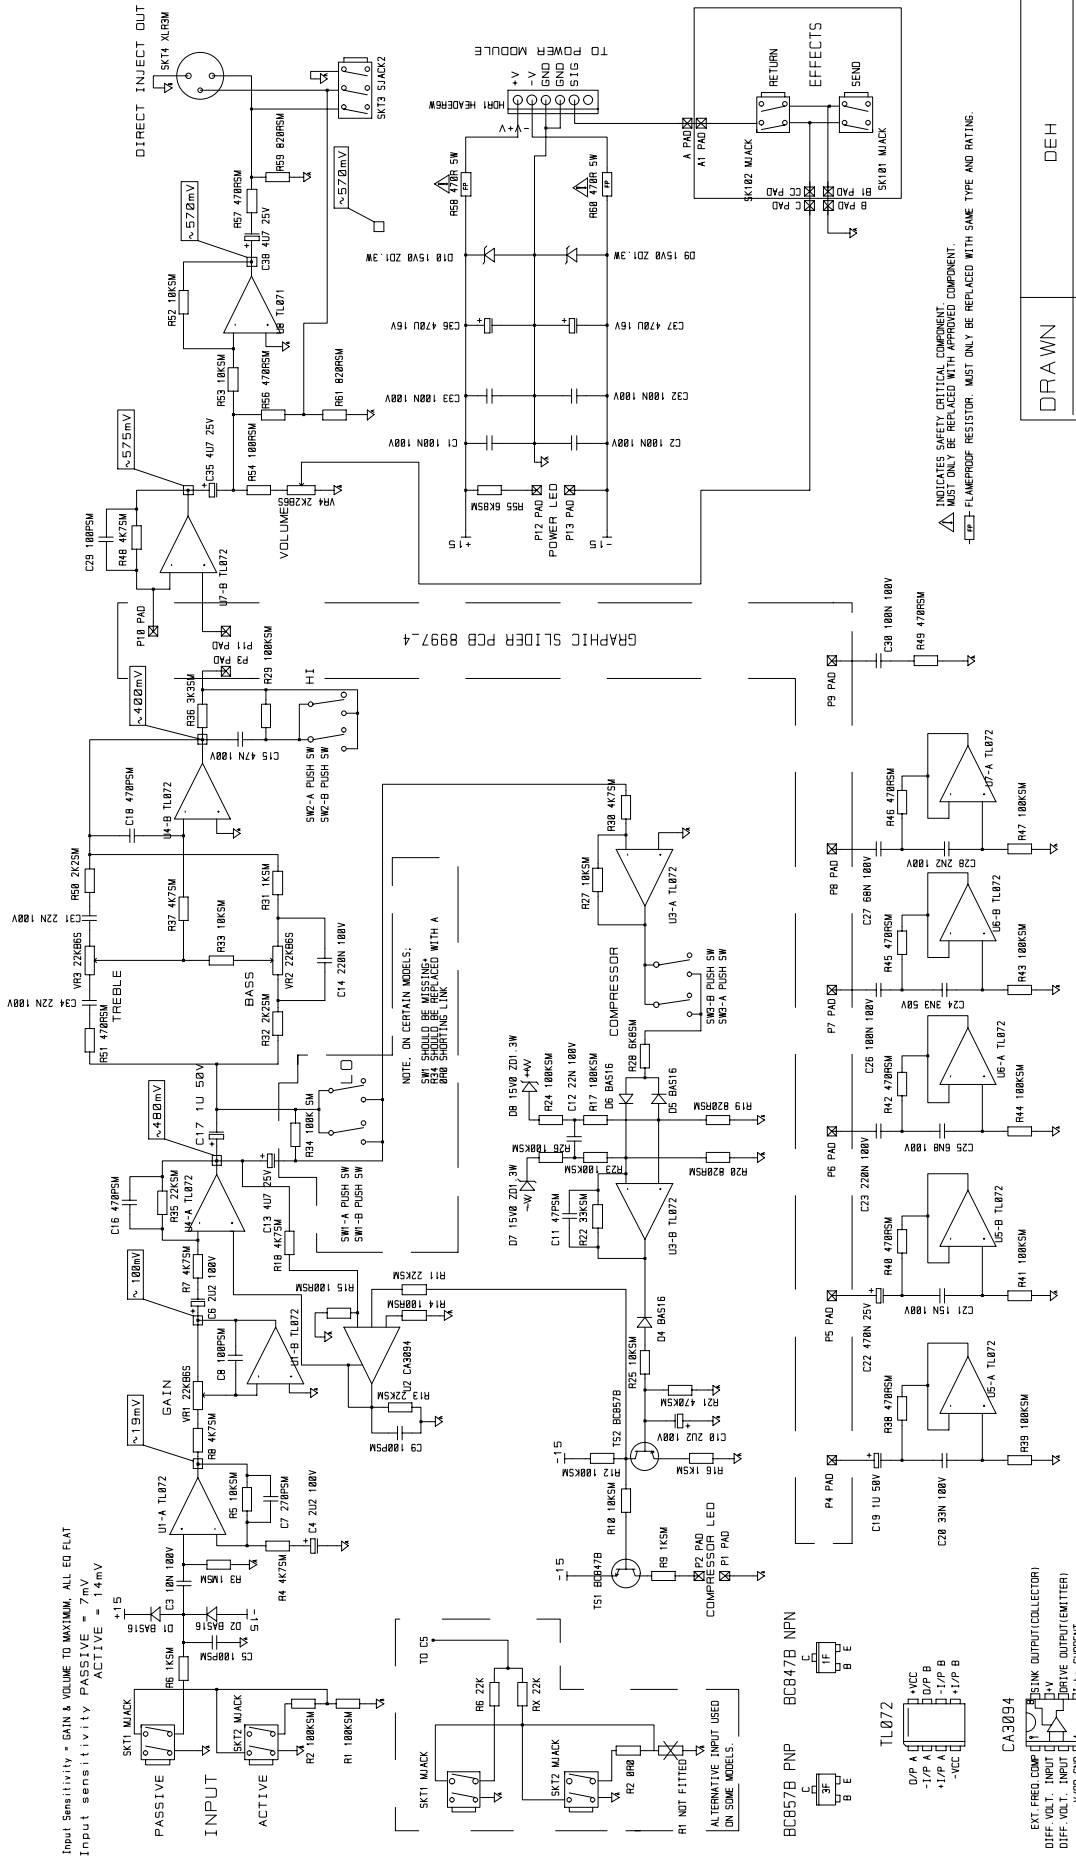 Input Sensitivity = GAIN & VOLUME TO MAXIMUM, ALL EQ FLAT
Input sensitivity PASSIVE = 7mV
ACTIVE = 14mV
PASSIVE
INPUT
ACTIVE
SKT1 MJACK
SKT2 MJACK
R2 100KSM
R1 100KSM
R6 1KSM
C5 100PSM
+15
D1 BAS16
D2 BAS16
-15
C3 10N 100V
R3 1MSM
R4 4K7SM
C4 2U2 100V
U1-A TL072
R5 10KSM
C7 270PSM
~19mV
R8 4K7SM
GAIN
VR1 22KB6S
C8 100PSM
U1-B TL072
~100mV
C6 2U2 100V
R7 4K7SM
C16 470PSM
R35 22KSM
U4-A TL072
~480mV
C17 1U 50V
C13 4U7 25V
R18 4K7SM
R15 100RSM
R11 22KSM
R14 100RSM
U2 CA3094
R13 22KSM
C9 100PSM
R34 100K SM
LO
SW1-A PUSH SW
SW1-B PUSH SW
NOTE, ON CERTAIN MODELS:
SW1 SHOULD BE MISSING+
R34 SHOULD BE REPLACED WITH A
0R0 SHORTING LINK
R51 470RSM
C34 22N 100V
VR3 22KB6S
TREBLE
C31 22N 100V
R50 2K2SM
R37 4K7SM
R33 10KSM
BASS
R32 2K2SM
VR2 22KB6S
R31 1KSM
C14 220N 100V
C18 470PSM
U4-B TL072
~400mV
R36 3K3SM
C15 47N 100V
R29 100KSM
HI
SW2-A PUSH SW
SW2-B PUSH SW
P3 PAD
P11 PAD
P10 PAD
GRAPHIC SLIDER PCB 8997_4
C29 100PSM
R48 4K7SM
U7-B TL072
~575mV
C35 4U7 25V
R54 100RSM
VOLUME
VR4 2K2B6S
R56 470RSM
R61 820RSM
R53 10KSM
R52 10KSM
U8 TL071
~570mV
C38 4U7 25V
R57 470RSM
R59 820RSM
~570mV
DIRECT INJECT OUT
SKT4 XLR3M
SKT3 SJACK2
TO POWER MODULE
+V
-V
GND
GND
SIG
HDR1 HEADER6W
-V+V
R58 470R 5W
FP
R60 470R 5W
FP
D10 15V0 ZD1.3W
D9 15V0 ZD1.3W
C36 470U 16V
C37 470U 16V
C33 100N 100V
C32 100N 100V
C1 100N 100V
C2 100N 100V
R55 6K8SM
P12 PAD
P13 PAD
POWER LED
+15
-15
A PAD
A1 PAD
EFFECTS
RETURN
SEND
SK102 MJACK
SK101 MJACK
C PAD
CC PAD
B PAD
B1 PAD
INDICATES SAFETY CRITICAL COMPONENT.
MUST ONLY BE REPLACED WITH APPROVED COMPONENT.
FP
FLAMEPROOF RESISTOR. MUST ONLY BE REPLACED WITH SAME TYPE AND RATING.
DRAWN
DEH
COMPRESSOR
R30 4K7SM
R27 10KSM
U3-A TL072
SW3-B PUSH SW
SW3-A PUSH SW
R28 6K8SM
D6 BAS16
D5 BAS16
D8 15V0 ZD1.3W
+V
R24 100KSM
C12 22N 100V
R17 100KSM
R19 820RSM
D7 15V0 ZD1.3W
-V
R26 100KSM
R23 100KSM
R20 820RSM
C11 47PSM
R22 33KSM
U3-B TL072
D4 BAS16
R25 10KSM
R21 470KSM
C10 2U2 100V
TS2 BC857B
-15
R12 100KSM
R16 1KSM
R10 10KSM
-15
TS1 BC847B
R9 1KSM
P2 PAD
P1 PAD
COMPRESSOR LED
TO C5
R6 22K
RX 22K
SKT1 MJACK
SKT2 MJACK
R2 0R0
R1 NOT FITTED
ALTERNATIVE INPUT USED
ON SOME MODELS.
P4 PAD
C19 1U 50V
R38 470RSM
C20 33N 100V
U5-A TL072
R39 100KSM
P5 PAD
C22 470N 25V
R40 470RSM
C21 15N 100V
U5-B TL072
R41 100KSM
P6 PAD
C23 220N 100V
R42 470RSM
C25 6N8 100V
U6-A TL072
R44 100KSM
P7 PAD
C26 100N 100V
R45 470RSM
C24 3N3 50V
U6-B TL072
R43 100KSM
P8 PAD
C27 68N 100V
R46 470RSM
C28 2N2 100V
U7-A TL072
R47 100KSM
P9 PAD
C30 100N 100V
R49 470RSM
BC857B PNP
C
3F
B
E
BC847B NPN
C
1F
B
E
TL072
O/P A
-I/P A
+I/P A
-VCC
+VCC
O/P B
-I/P B
+I/P B
CA3094
EXT.FREQ.COMP
DIFF.VOLT. INPUT
DIFF.VOLT. INPUT
SINK OUTPUT(COLLECTOR)
+V
DRIVE OUTPUT(EMITTER)